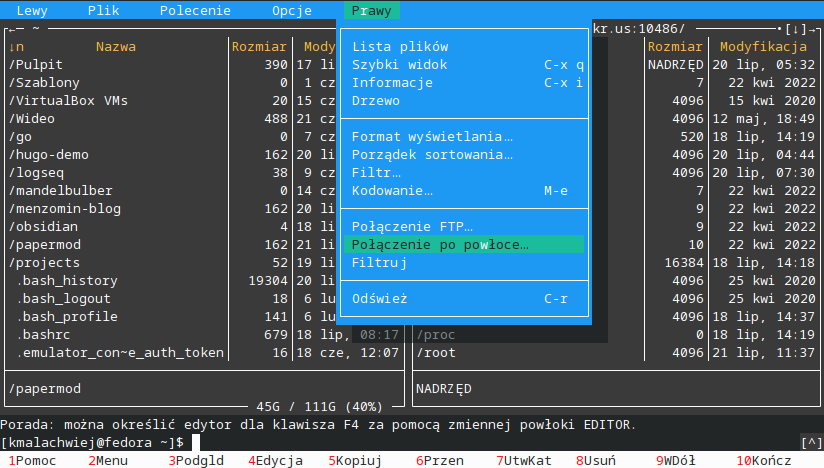 Lewy Plik Polecenie Opcje Prawy
← ~ kr.us:10486/ •[↓]→
↓n Nazwa Rozmiar Mody Rozmiar Modyfikacja
/Pulpit 390 17 li Lista plików NADRZĘD 20 lip, 05:32
/Szablony 0 1 cz Szybki widok C-x q 7 22 kwi 2022
/VirtualBox VMs 20 15 cz Informacje C-x i 4096 15 kwi 2020
/Wideo 488 21 cz Drzewo 4096 12 maj, 18:49
/go 0 7 cz 520 18 lip, 14:19
/hugo-demo 162 20 li Format wyświetlania… 4096 20 lip, 04:44
/logseq 38 9 cz Porządek sortowania… 4096 20 lip, 07:30
/mandelbulber 0 14 cz Filtr… 7 22 kwi 2022
/menzomin-blog 162 20 li Kodowanie… M-e 9 22 kwi 2022
/obsidian 4 18 li Połączenie FTP… 9 22 kwi 2022
/papermod 162 21 li Połączenie po powłoce… 10 22 kwi 2022
/projects 52 19 li Filtruj 16384 18 lip, 14:18
.bash_history 19304 20 li 4096 25 kwi 2020
.bash_logout 18 6 lu Odśwież C-r 4096 25 kwi 2020
.bash_profile 141 6 lu 4096 18 lip, 14:37
.bashrc 679 18 lip, 08:17 /proc 0 18 lip, 14:19
.emulator_con~e_auth_token 16 18 cze, 12:07 /root 4096 21 lip, 11:37
/papermod NADRZĘD
45G / 111G (40%)
Porada: można określić edytor dla klawisza F4 za pomocą zmiennej powłoki EDITOR.
[kmalachwiej@fedora ~]$ [^]
1Pomoc 2Menu 3Podgld 4Edycja 5Kopiuj 6Przen 7UtwKat 8Usuń 9WDół 10Kończ